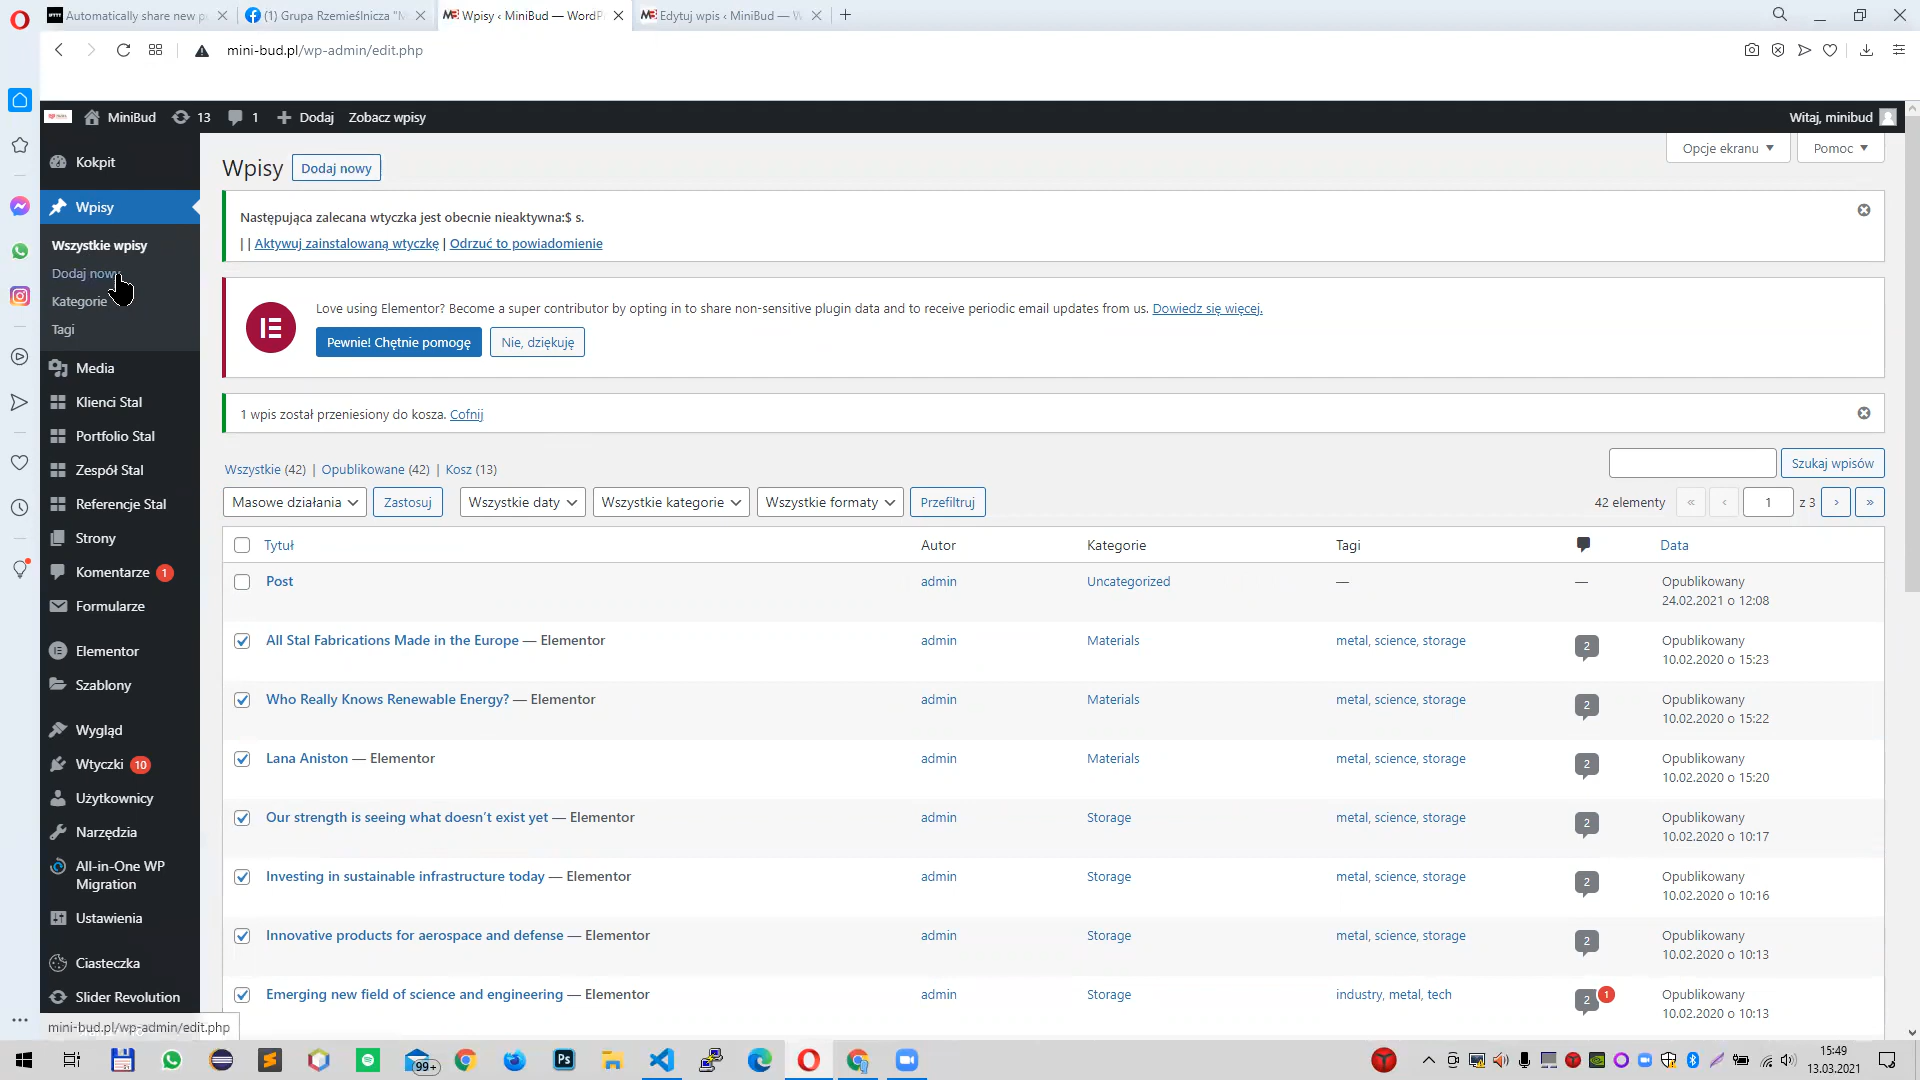 Automatically share new p
(1) Grupa Rzemieślnicza "M
Wpisy ‹ MiniBud — WordP
Edytuj wpis ‹ MiniBud — W
mini-bud.pl/wp-admin/edit.php
MiniBud 13 1 Dodaj Zobacz wpisy Witaj, minibud
Opcje ekranu Pomoc
Kokpit
Wpisy
Wszystkie wpisy
Dodaj nowy
Kategorie
Tagi
Media
Klienci Stal
Portfolio Stal
Zespół Stal
Referencje Stal
Strony
Komentarze 1
Formularze
Elementor
Szablony
Wygląd
Wtyczki 10
Użytkownicy
Narzędzia
All-in-One WP
Migration
Ustawienia
Ciasteczka
Slider Revolution
mini-bud.pl/wp-admin/edit.php
Wpisy Dodaj nowy
Następująca zalecana wtyczka jest obecnie nieaktywna:$ s.
| | Aktywuj zainstalowaną wtyczkę | Odrzuć to powiadomienie
Love using Elementor? Become a super contributor by opting in to share non-sensitive plugin data and to receive periodic email updates from us. Dowiedz się więcej.
Pewnie! Chętnie pomogę Nie, dziękuję
1 wpis został przeniesiony do kosza. Cofnij
Wszystkie (42) | Opublikowane (42) | Kosz (13) Szukaj wpisów
Masowe działania Zastosuj Wszystkie daty Wszystkie kategorie Wszystkie formaty Przefiltruj 42 elementy « ‹ 1 z 3 › »
Tytuł Autor Kategorie Tagi Data
Post admin Uncategorized — — Opublikowany
24.02.2021 o 12:08
All Stal Fabrications Made in the Europe — Elementor admin Materials metal, science, storage 2 Opublikowany
10.02.2020 o 15:23
Who Really Knows Renewable Energy? — Elementor admin Materials metal, science, storage 2 Opublikowany
10.02.2020 o 15:22
Lana Aniston — Elementor admin Materials metal, science, storage 2 Opublikowany
10.02.2020 o 15:20
Our strength is seeing what doesn't exist yet — Elementor admin Storage metal, science, storage 2 Opublikowany
10.02.2020 o 10:17
Investing in sustainable infrastructure today — Elementor admin Storage metal, science, storage 2 Opublikowany
10.02.2020 o 10:16
Innovative products for aerospace and defense — Elementor admin Storage metal, science, storage 2 Opublikowany
10.02.2020 o 10:13
Emerging new field of science and engineering — Elementor admin Storage industry, metal, tech 2 1 Opublikowany
10.02.2020 o 10:13
99+
Ps
15:49
13.03.2021